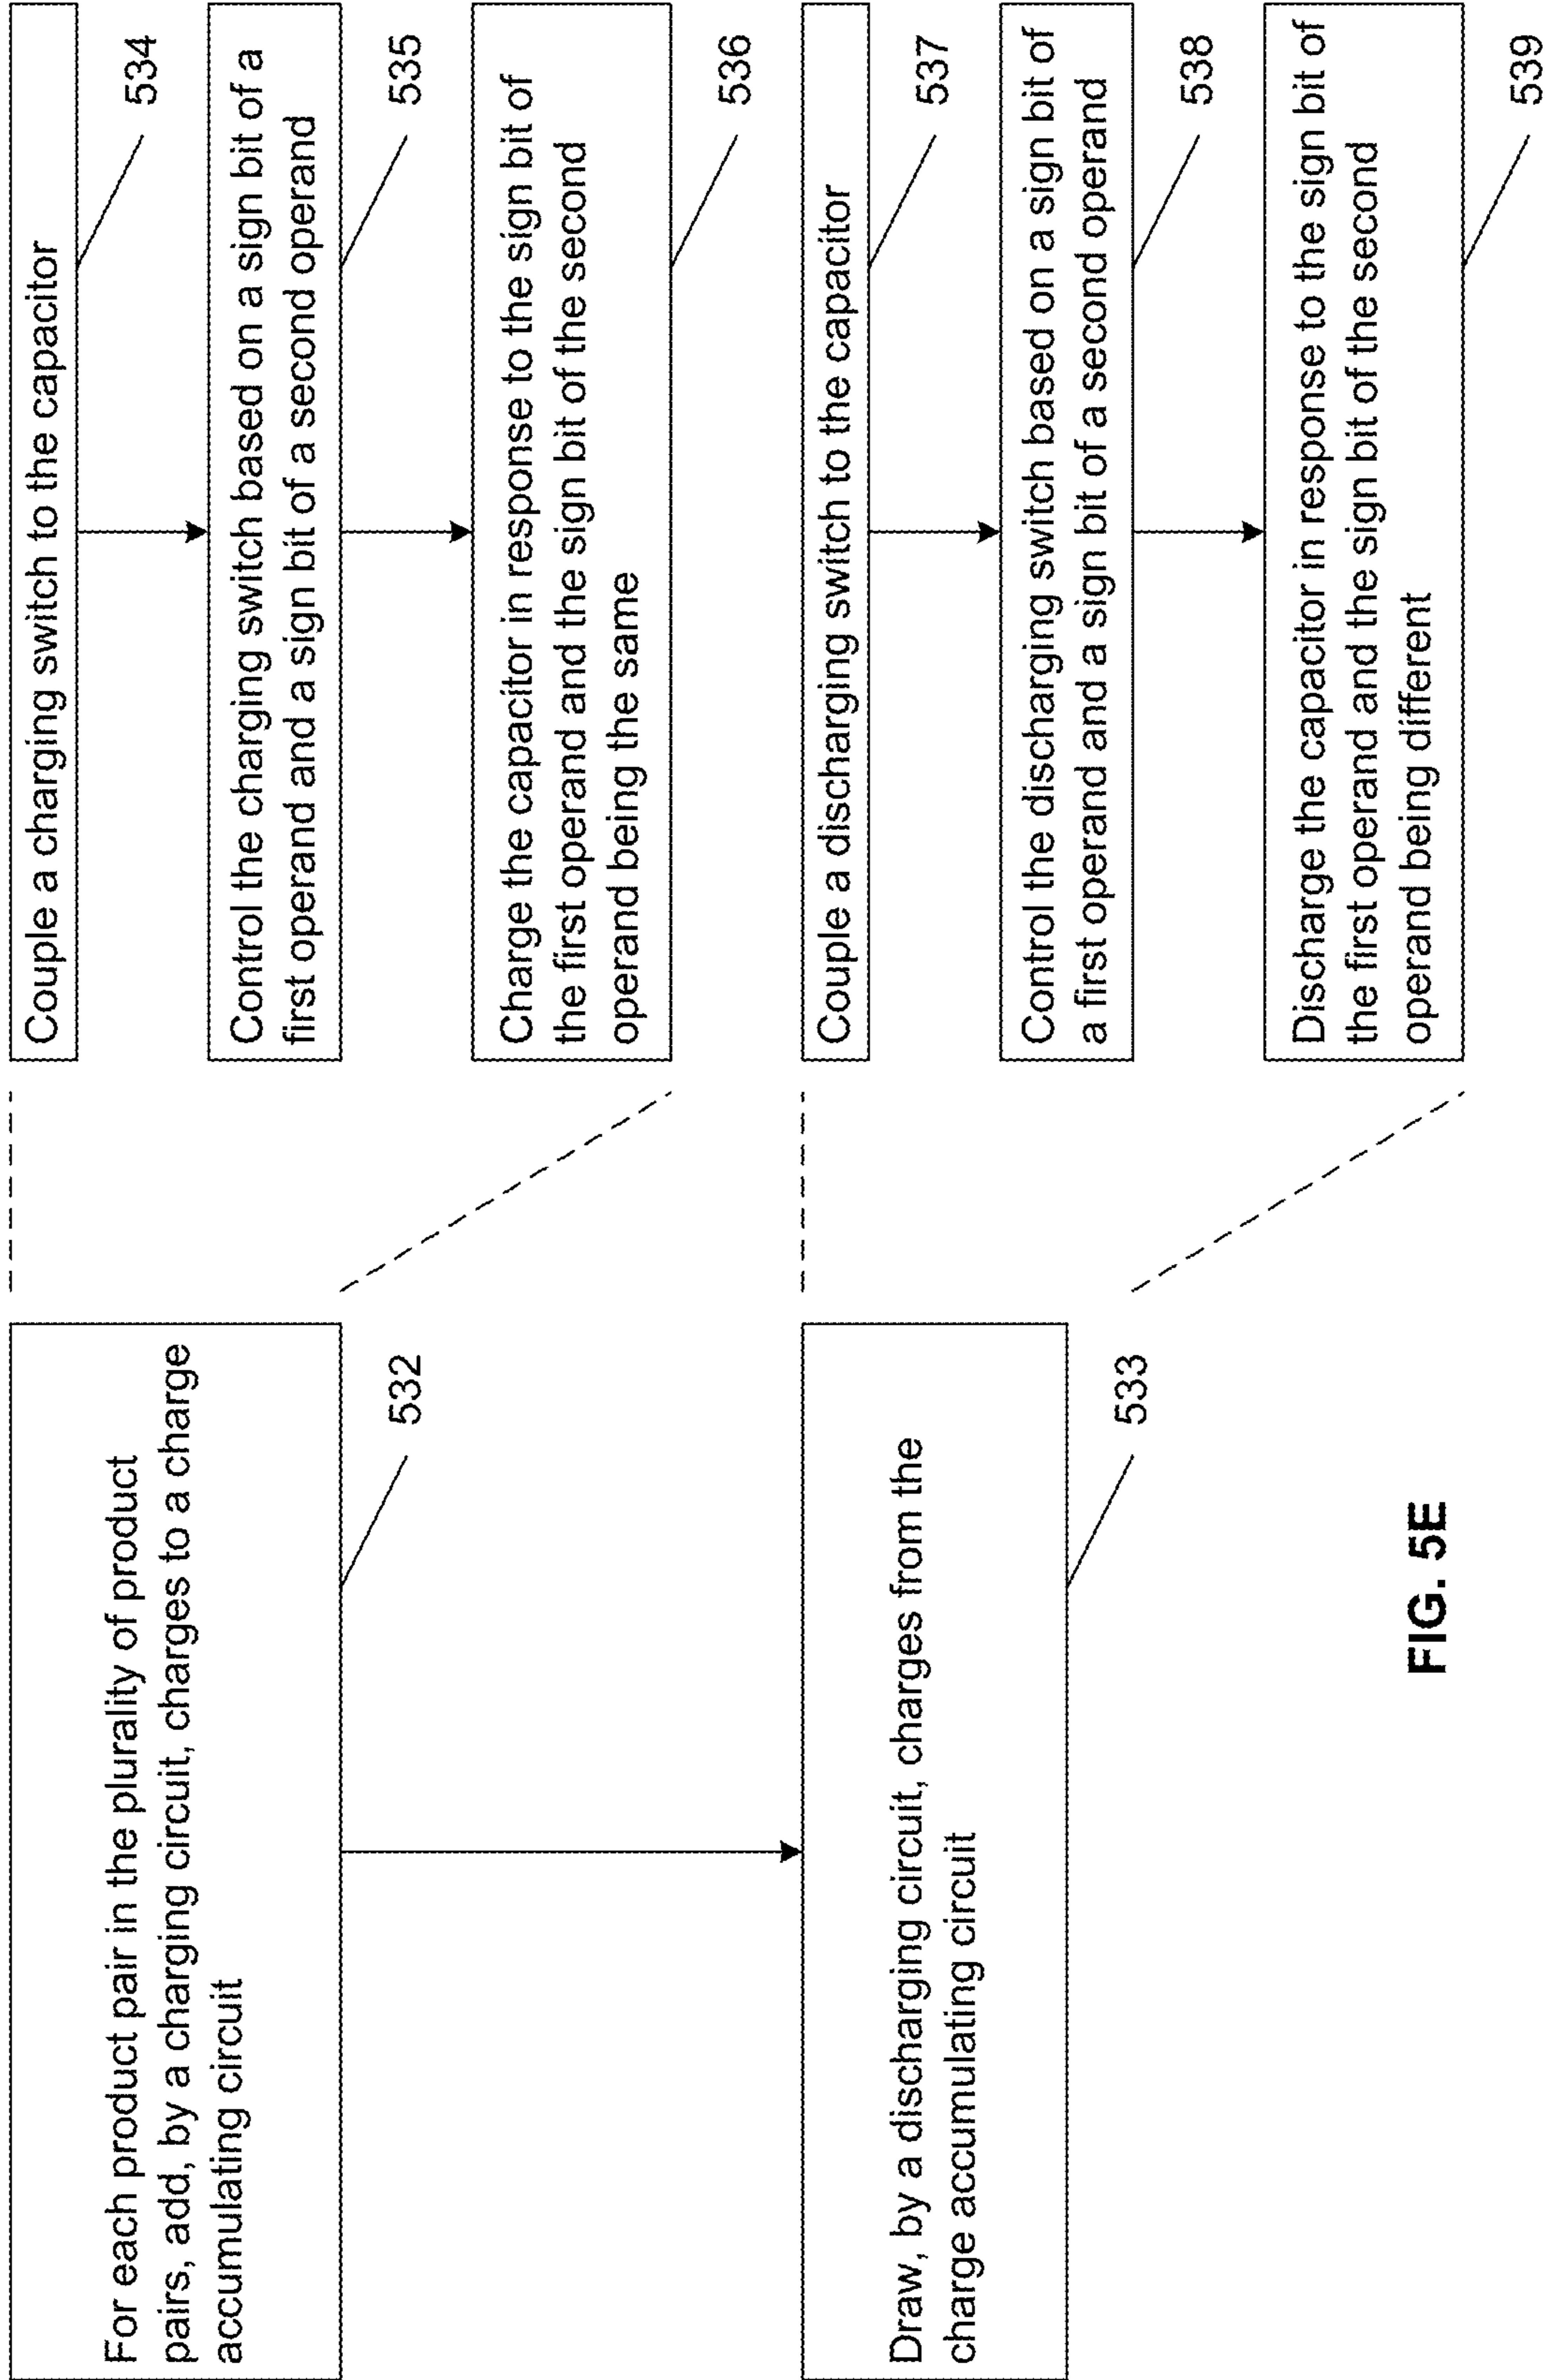 For each product pair in the plurality of product
pairs, add, by a charging circuit, charges to a charge
accumulating circuit
532
Draw, by a discharging circuit, charges from the
charge accumulating circuit
533
Couple a charging switch to the capacitor
534
Control the charging switch based on a sign bit of a
first operand and a sign bit of a second operand
535
Charge the capacitor in response to the sign bit of
the first operand and the sign bit of the second
operand being the same
536
Couple a discharging switch to the capacitor
537
Control the discharging switch based on a sign bit of
a first operand and a sign bit of a second operand
538
Discharge the capacitor in response to the sign bit of
the first operand and the sign bit of the second
operand being different
539
FIG. 5E